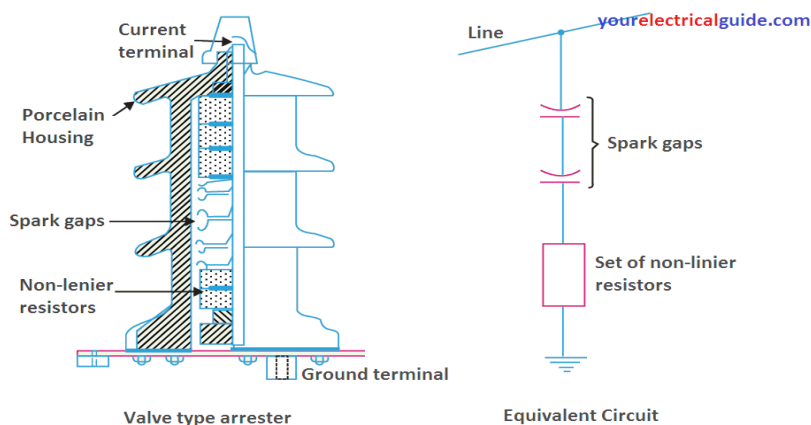 Current
terminal
Line
yourelectricalguide.com
Porcelain
Housing
Spark gaps
Spark gaps
Non-lenier
resistors
Set of non-linier
resistors
Ground terminal
Valve type arrester
Equivalent Circuit